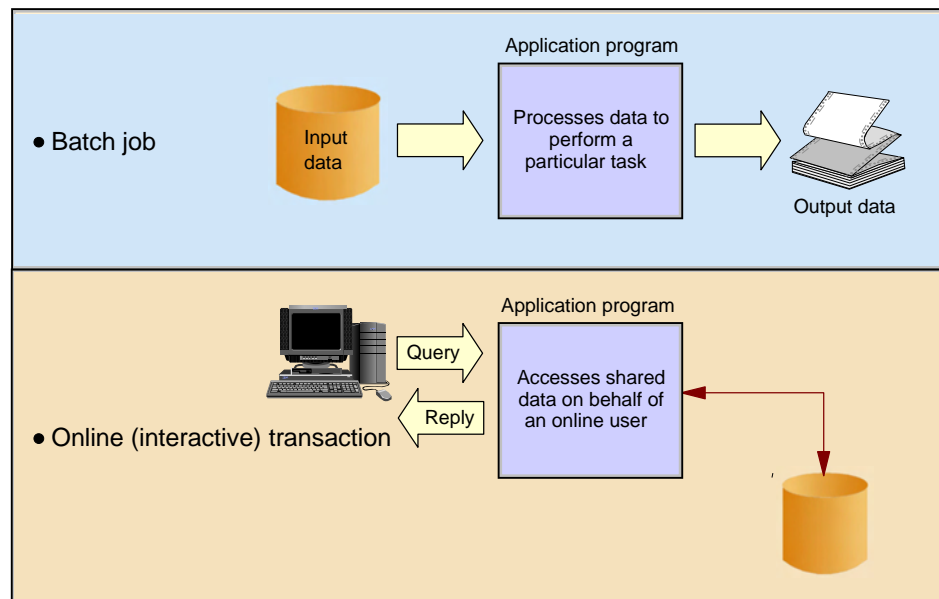 Application program
Input
data
Processes data to
perform a
particular task
● Batch job
Output data
Application program
Query
Accesses shared
data on behalf of
an online user
Reply
● Online (interactive) transaction